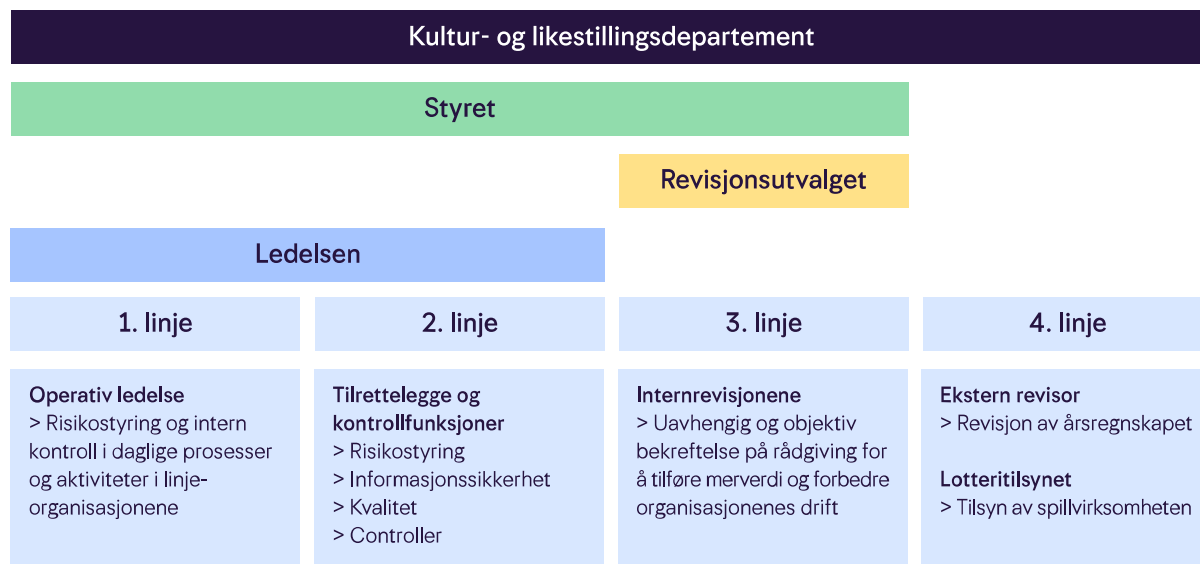 Kultur- og likestillingsdepartement
Styret
Revisjonsutvalget
Ledelsen
1. linje
2. linje
3. linje
4. linje
Operativ ledelse
> Risikostyring og intern
kontroll i daglige prosesser
og aktiviteter i linje-
organisasjonene
Tilrettelegge og
kontrollfunksjoner
> Risikostyring
> Informasjonssikkerhet
> Kvalitet
> Controller
Internrevisjonene
> Uavhengig og objektiv
bekreftelse på rådgiving for
å tilføre merverdi og forbedre
organisasjonenes drift
Ekstern revisor
> Revisjon av årsregnskapet
Lotteritilsynet
> Tilsyn av spillvirksomheten